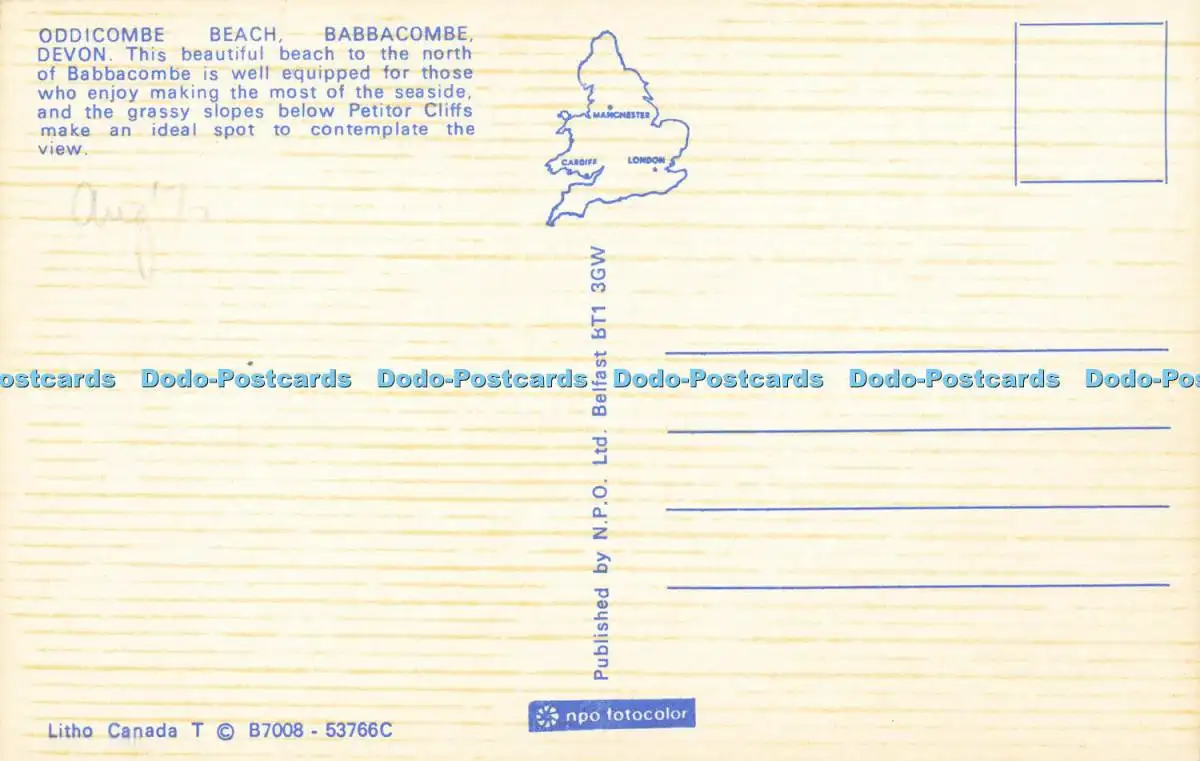 ODDICOMBE BEACH, BABBACOMBE,
DEVON. This beautiful beach to the north
of Babbacombe is well equipped for those
who enjoy making the most of the seaside,
and the grassy slopes below Petitor Cliffs
make an ideal spot to contemplate the
view.
Aug '7
MANCHESTER
CARDIFF
LONDON
Published by N.P.O. Ltd. Belfast BT1 3GW
ostcards Dodo-Postcards Dodo-Postcards Dodo-Postcards Dodo-Postcards Dodo-Pos
npo fotocolor
Litho Canada T © B7008 - 53766C